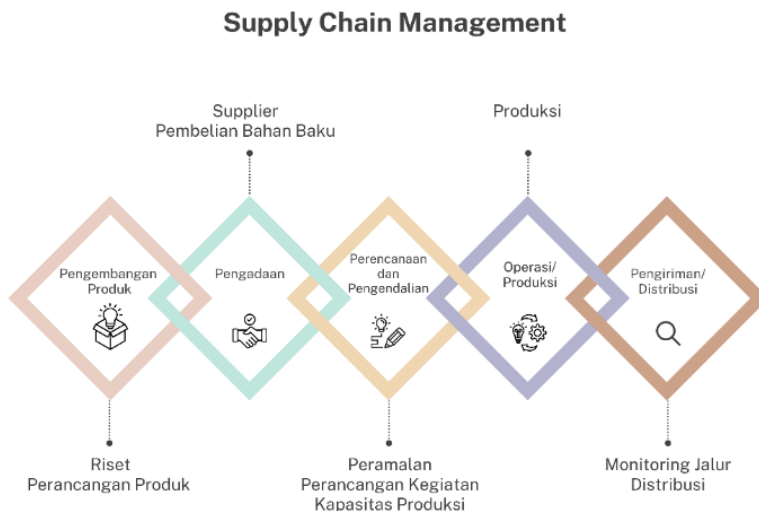 Supply Chain Management
Supplier
Pembelian Bahan Baku
Produksi
Pengembangan
Produk
Pengadaan
Perencanaan
dan
Pengendalian
Operasi/
Produksi
Pengiriman/
Distribusi
Riset
Perancangan Produk
Peramalan
Perancangan Kegiatan
Kapasitas Produksi
Monitoring Jalur
Distribusi